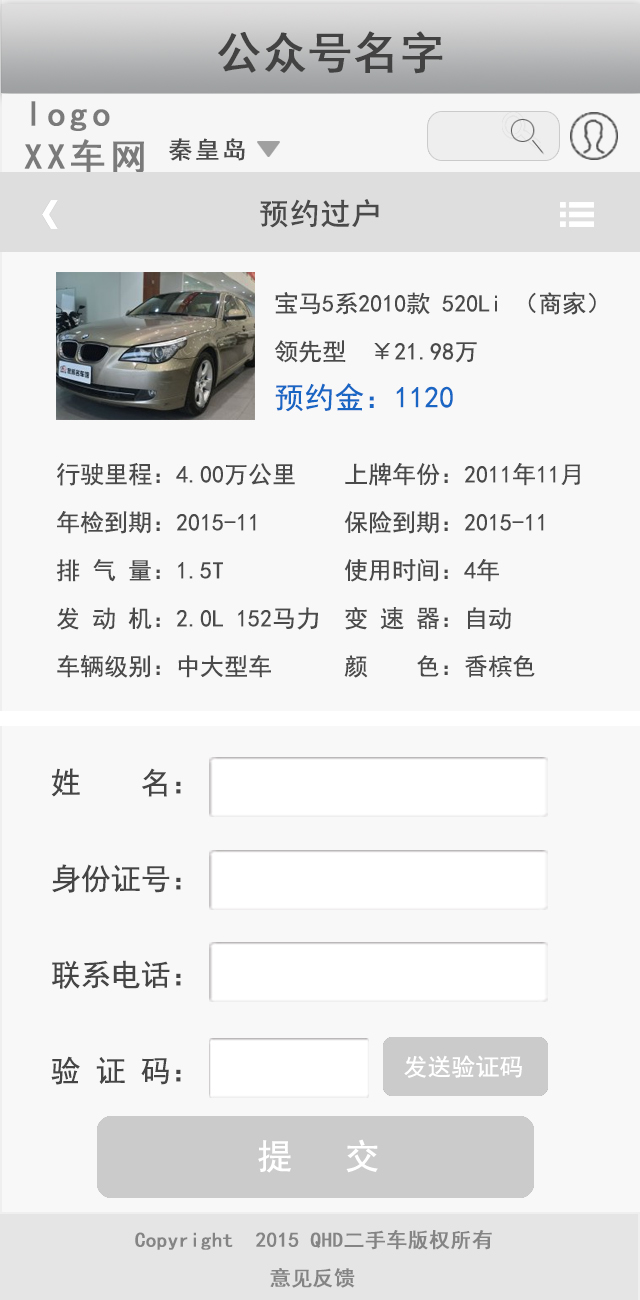 公众号名字
logo
XX车网 秦皇岛
预约过户
宝马5系2010款 520Li （商家）
领先型 ￥21.98万
预约金：1120
行驶里程：4.00万公里 上牌年份：2011年11月
年检到期：2015-11 保险到期：2015-11
排 气 量：1.5T 使用时间：4年
发 动 机：2.0L 152马力 变 速 器：自动
车辆级别：中大型车 颜 色：香槟色
姓 名：
身份证号：
联系电话：
验 证 码： 发送验证码
提 交
Copyright 2015 QHD二手车版权所有
意见反馈